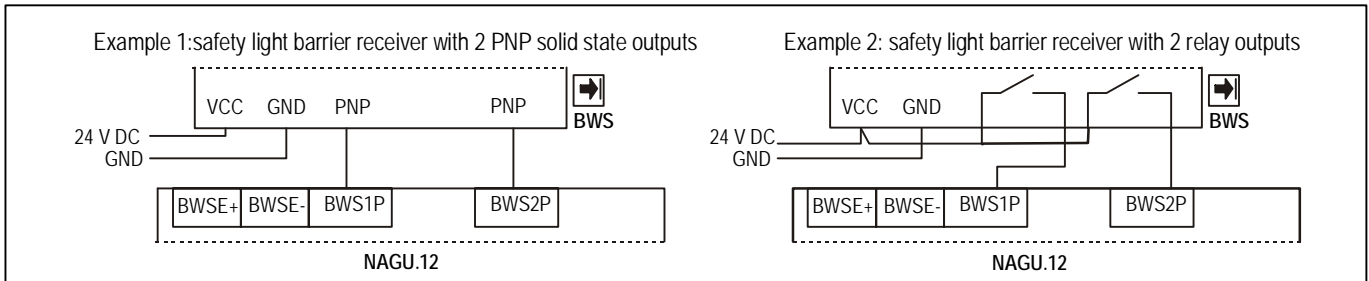 Example 1:safety light barrier receiver with 2 PNP solid state outputs
VCC GND PNP PNP
BWS
24 V DC
GND
BWSE+ BWSE- BWS1P BWS2P
NAGU.12
Example 2: safety light barrier receiver with 2 relay outputs
VCC GND
BWS
24 V DC
GND
BWSE+ BWSE- BWS1P BWS2P
NAGU.12